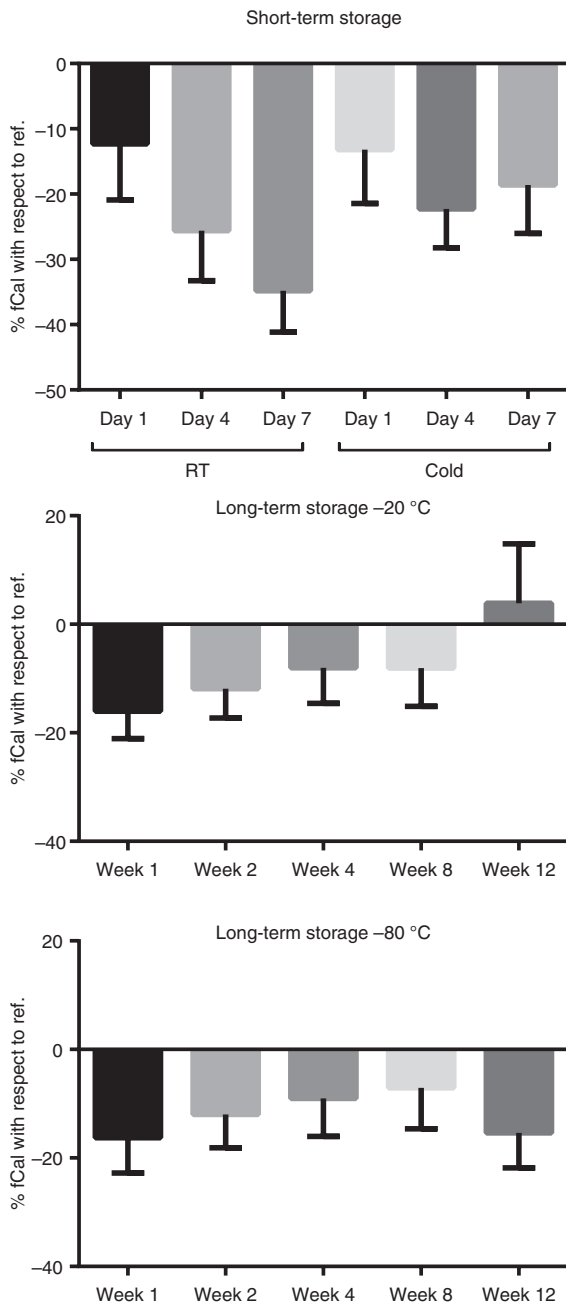 Short-term storage
% fCal with respect to ref.
0
–10
–20
–30
–40
–50
Day 1 Day 4 Day 7 Day 1 Day 4 Day 7
RT Cold
Long-term storage –20 °C
% fCal with respect to ref.
20
0
–20
–40
Week 1 Week 2 Week 4 Week 8 Week 12
Long-term storage –80 °C
% fCal with respect to ref.
20
0
–20
–40
Week 1 Week 2 Week 4 Week 8 Week 12